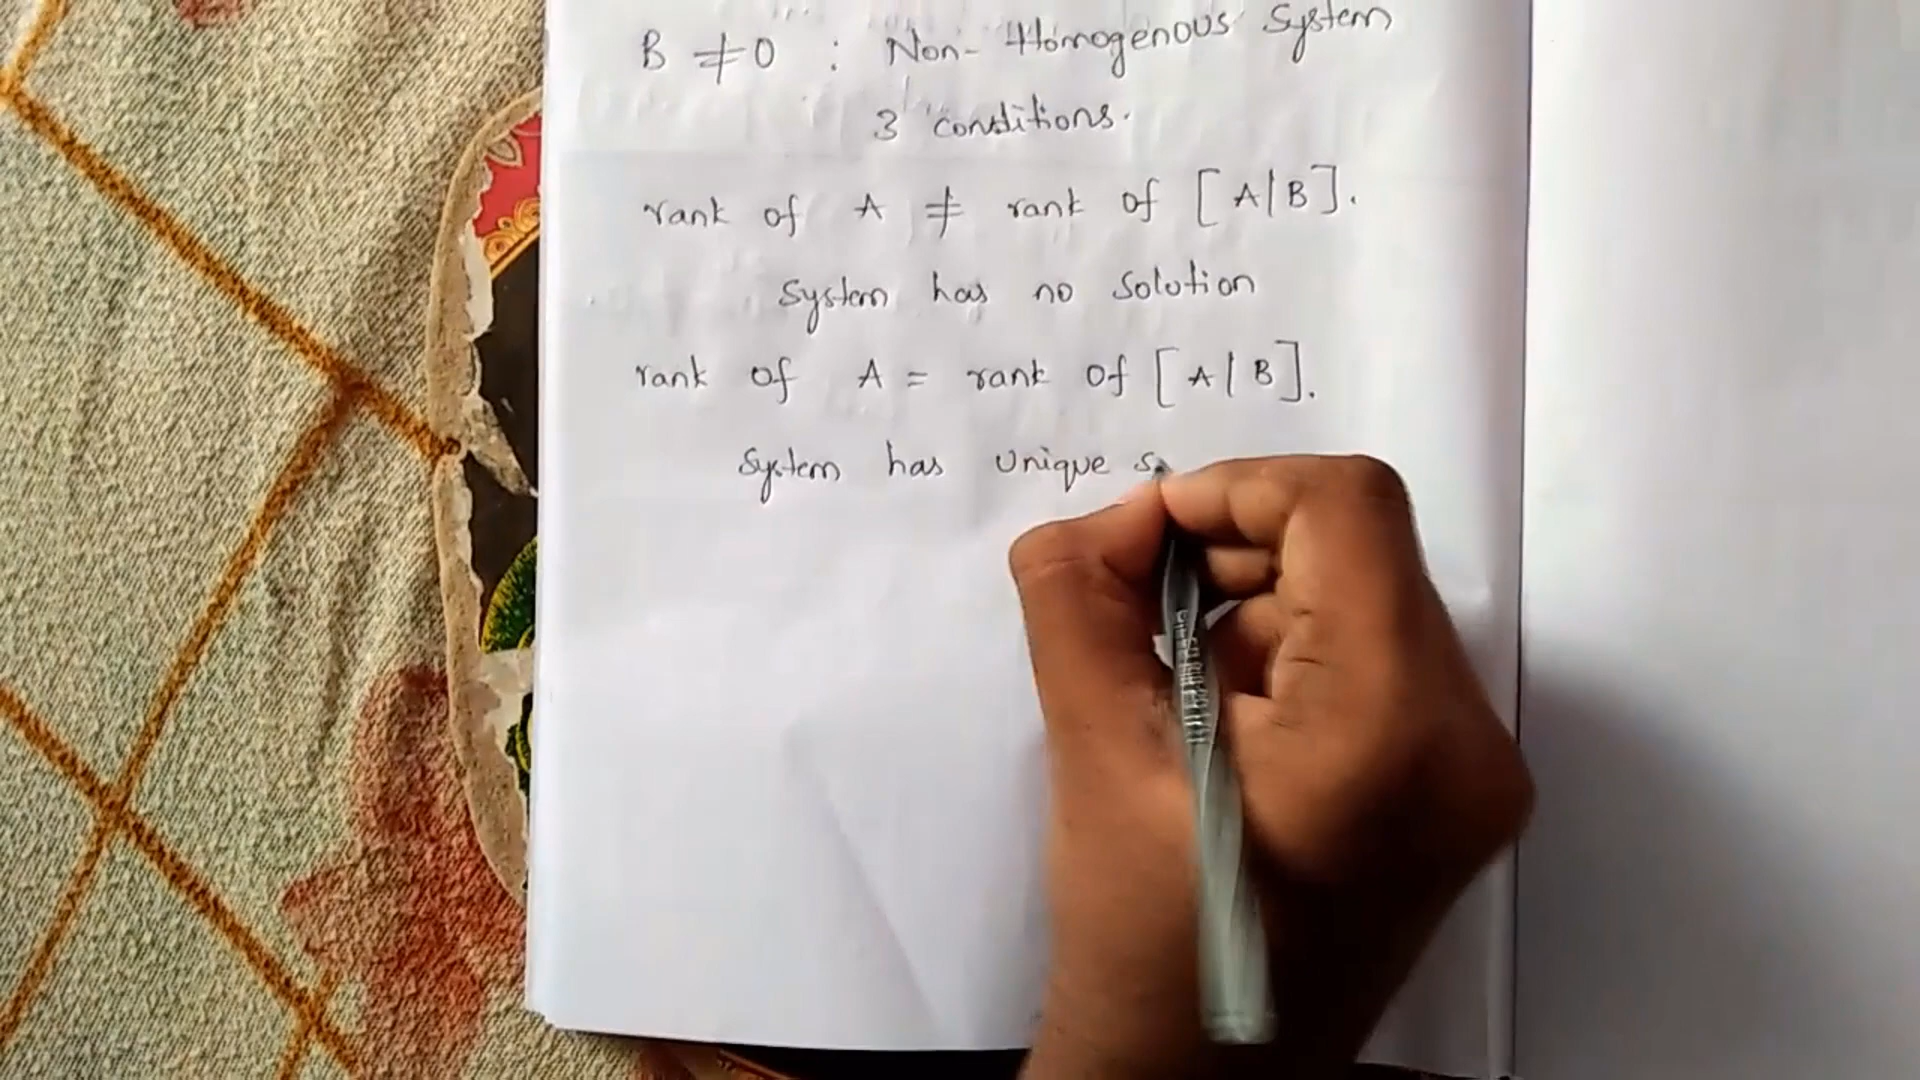 B ≠ 0 : Non-Homogenous System
3 conditions.
rank of A ≠ rank of [A|B].
System has no solution
rank of A = rank of [A|B].
System has unique s